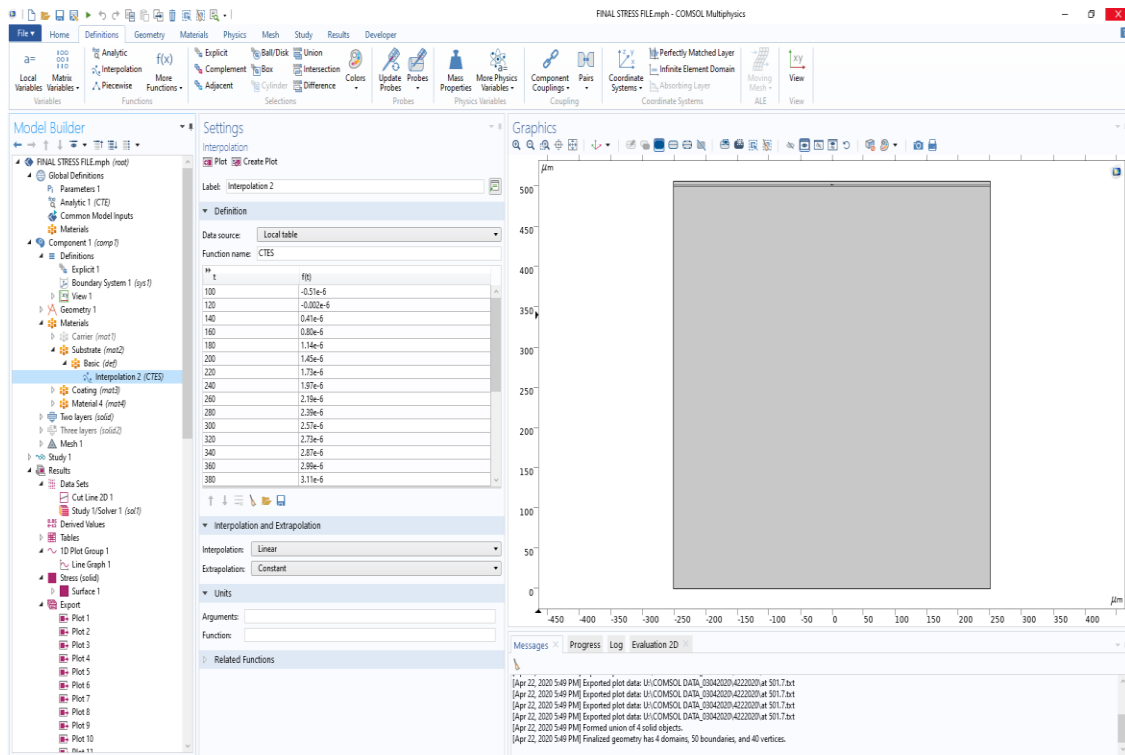 FINAL STRESS FILE.mph - COMSOL Multiphysics
File Home Definitions Geometry Materials Physics Mesh Study Results Developer
a= Local Variables
Matrix Variables
Variables
Analytic
Interpolation
Piecewise
f(x) More Functions
Functions
Explicit
Complement
Adjacent
Ball/Disk
Box
Cylinder
Union
Intersection
Difference
Colors
Selections
Update Probes
Probes
Probes
Mass Properties
More Physics Variables
Physics Variables
Component Couplings
Pairs
Coupling
Coordinate Systems
Perfectly Matched Layer
Infinite Element Domain
Absorbing Layer
Coordinate Systems
Moving Mesh
ALE
xy
View
View
Model Builder
FINAL STRESS FILE.mph (root)
Global Definitions
Pi Parameters 1
Analytic 1 (CTE)
Common Model Inputs
Materials
Component 1 (comp1)
Definitions
Explicit 1
Boundary System 1 (sys1)
View 1
Geometry 1
Materials
Carrier (mat1)
Substrate (mat2)
Basic (def)
Interpolation 2 (CTES)
Coating (mat3)
Material 4 (mat4)
Two layers (solid)
Three layers (solid2)
Mesh 1
Study 1
Results
Data Sets
Cut Line 2D 1
Study 1/Solver 1 (sol1)
Derived Values
Tables
1D Plot Group 1
Line Graph 1
Stress (solid)
Surface 1
Export
Plot 1
Plot 2
Plot 3
Plot 4
Plot 5
Plot 6
Plot 7
Plot 8
Plot 9
Plot 10
Plot 11
Settings
Interpolation
Plot Create Plot
Label: Interpolation 2
Definition
Data source: Local table
Function name: CTES
t f(t)
100 -0.51e-6
120 -0.002e-6
140 0.41e-6
160 0.80e-6
180 1.14e-6
200 1.45e-6
220 1.73e-6
240 1.97e-6
260 2.19e-6
280 2.39e-6
300 2.57e-6
320 2.73e-6
340 2.87e-6
360 2.99e-6
380 3.11e-6
Interpolation and Extrapolation
Interpolation: Linear
Extrapolation: Constant
Units
Arguments:
Function:
Related Functions
Graphics
μm
500
450
400
350
300
250
200
150
100
50
0
μm
-450 -400 -350 -300 -250 -200 -150 -100 -50 0 50 100 150 200 250 300 350 400
Messages Progress Log Evaluation 2D
[Apr 22, 2020 5:49 PM] Exported plot data: U:\COMSOL DATA_03042020\4222020\at 501.7.txt
[Apr 22, 2020 5:49 PM] Exported plot data: U:\COMSOL DATA_03042020\4222020\at 501.7.txt
[Apr 22, 2020 5:49 PM] Exported plot data: U:\COMSOL DATA_03042020\4222020\at 501.7.txt
[Apr 22, 2020 5:49 PM] Exported plot data: U:\COMSOL DATA_03042020\4222020\at 501.7.txt
[Apr 22, 2020 5:49 PM] Formed union of 4 solid objects.
[Apr 22, 2020 5:49 PM] Finalized geometry has 4 domains, 50 boundaries, and 40 vertices.